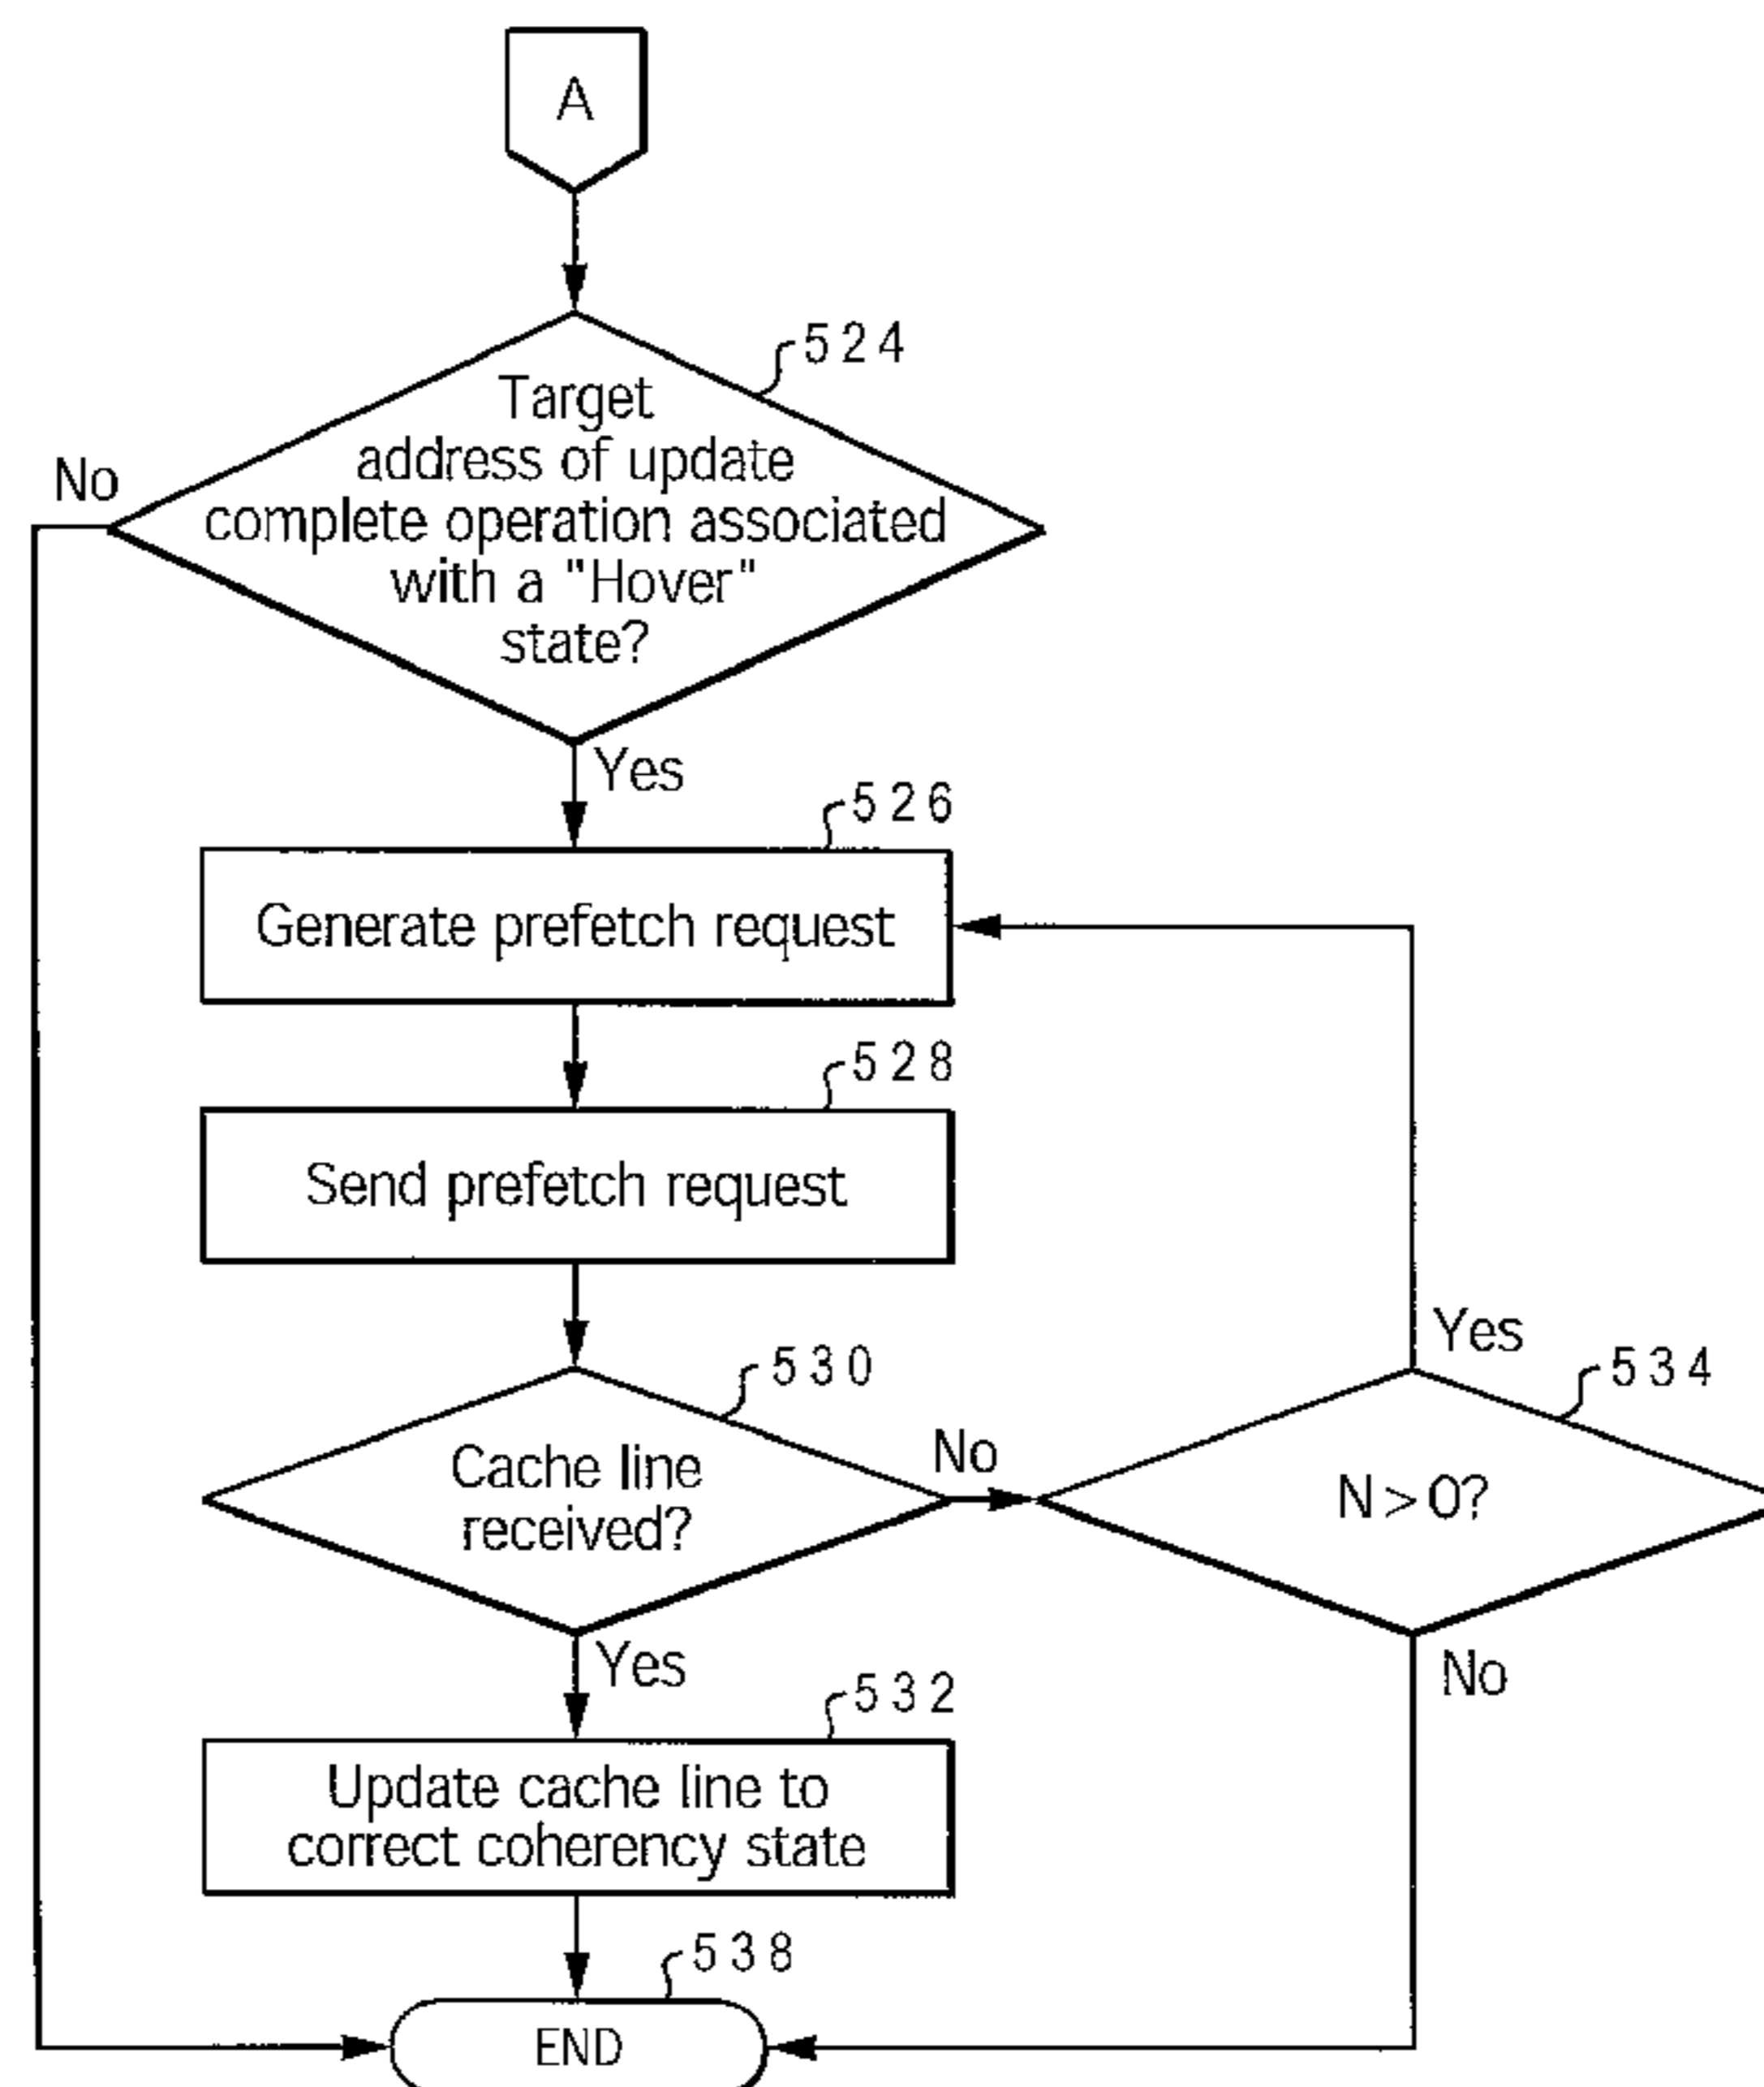 A
524
Target
address of update
No
complete operation associated
with a "Hover"
state?
Yes
526
Generate prefetch request
528
Send prefetch request
Yes
530
534
No
Cache line
N > 0?
received?
Yes
No
532
Update cache line to
correct coherency state
538
END